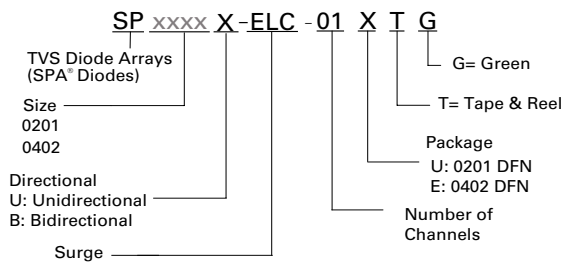 SP xxxx X-ELC-01 X T G
TVS Diode Arrays
(SPA® Diodes)
G= Green
Size
0201
0402
T= Tape & Reel
Package
U: 0201 DFN
E: 0402 DFN
Directional
U: Unidirectional
B: Bidirectional
Number of
Channels
Surge